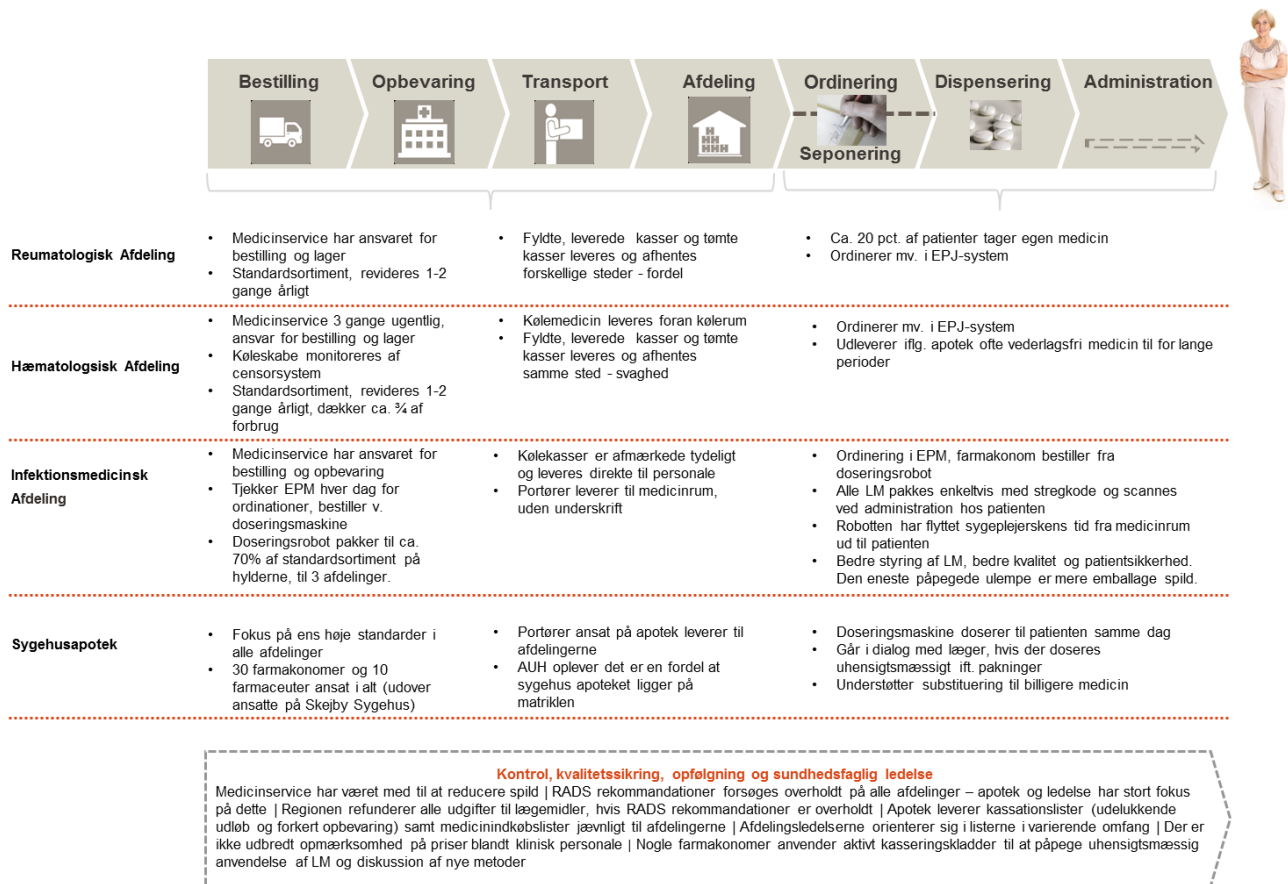 Bestilling
Opbevaring
Transport
Afdeling
Ordinering
Dispensering
Administration
Seponering
Reumatologisk Afdeling
• Medicinservice har ansvaret for
bestilling og lager
• Standardsortiment, revideres 1-2
gange årligt
• Fyldte, leverede kasser og tømte
kasser leveres og afhentes
forskellige steder - fordel
• Ca. 20 pct. af patienter tager egen medicin
• Ordinerer mv. i EPJ-system
Hæmatologsisk Afdeling
• Medicinservice 3 gange ugentlig,
ansvar for bestilling og lager
• Køleskabe monitoreres af
censorsystem
• Standardsortiment, revideres 1-2
gange årligt, dækker ca. ¾ af
forbrug
• Kølemedicin leveres foran kølerum
• Fyldte, leverede kasser og tømte
kasser leveres og afhentes
samme sted - svaghed
• Ordinerer mv. i EPJ-system
• Udleverer iflg. apotek ofte vederlagsfri medicin til for lange
perioder
Infektionsmedicinsk
Afdeling
• Medicinservice har ansvaret for
bestilling og opbevaring
• Tjekker EPM hver dag for
ordinationer, bestiller v.
doseringsmaskine
• Doseringsrobot pakker til ca.
70% af standardsortiment på
hylderne, til 3 afdelinger.
• Kølekasser er afmærkede tydeligt
og leveres direkte til personale
• Portører leverer til medicinrum,
uden underskrift
• Ordinering i EPM, farmakonom bestiller fra
doseringsrobot
• Alle LM pakkes enkeltvis med stregkode og scannes
ved administration hos patienten
• Robotten har flyttet sygeplejerskens tid fra medicinrum
ud til patienten
• Bedre styring af LM, bedre kvalitet og patientsikkerhed.
Den eneste påpegede ulempe er mere emballage spild.
Sygehusapotek
• Fokus på ens høje standarder i
alle afdelinger
• 30 farmakonomer og 10
farmaceuter ansat i alt (udover
ansatte på Skejby Sygehus)
• Portører ansat på apotek leverer til
afdelingerne
• AUH oplever det er en fordel at
sygehus apoteket ligger på
matriklen
• Doseringsmaskine doserer til patienten samme dag
• Går i dialog med læger, hvis der doseres
uhensigtsmæssigt ift. pakninger
• Understøtter substituering til billigere medicin
Kontrol, kvalitetssikring, opfølgning og sundhedsfaglig ledelse
Medicinservice har været med til at reducere spild | RADS rekommandationer forsøges overholdt på alle afdelinger – apotek og ledelse har stort fokus
på dette | Regionen refunderer alle udgifter til lægemidler, hvis RADS rekommandationer er overholdt | Apotek leverer kassationslister (udelukkende
udløb og forkert opbevaring) samt medicinindkøbslister jævnligt til afdelingerne | Afdelingsledelserne orienterer sig i listerne i varierende omfang | Der er
ikke udbredt opmærksomhed på priser blandt klinisk personale | Nogle farmakonomer anvender aktivt kasseringskladder til at påpege uhensigtsmæssig
anvendelse af LM og diskussion af nye metoder